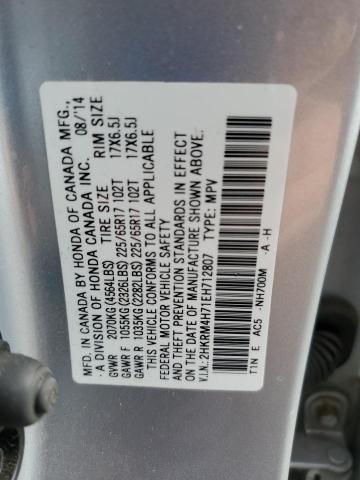 MFD. IN CANADA BY HONDA OF CANADA MFG.,
- A DIVISION OF HONDA CANADA INC. 08/'14
TIRE SIZE RIM SIZE
GVWR 2070KG (4564LBS)
GAWR F 1055KG (2326LBS) 225/65R17 102T 17X6.5J
GAWR R 1035KG (2282LBS) 225/65R17 102T 17X6.5J
THIS VEHICLE CONFORMS TO ALL APPLICABLE
FEDERAL MOTOR VEHICLE SAFETY
AND THEFT PREVENTION STANDARDS IN EFFECT
ON THE DATE OF MANUFACTURE SHOWN ABOVE.
V.I.N.: 2HKRM4H71EH712807 TYPE: MPV
T1N E AC5 -NH700M -A -H